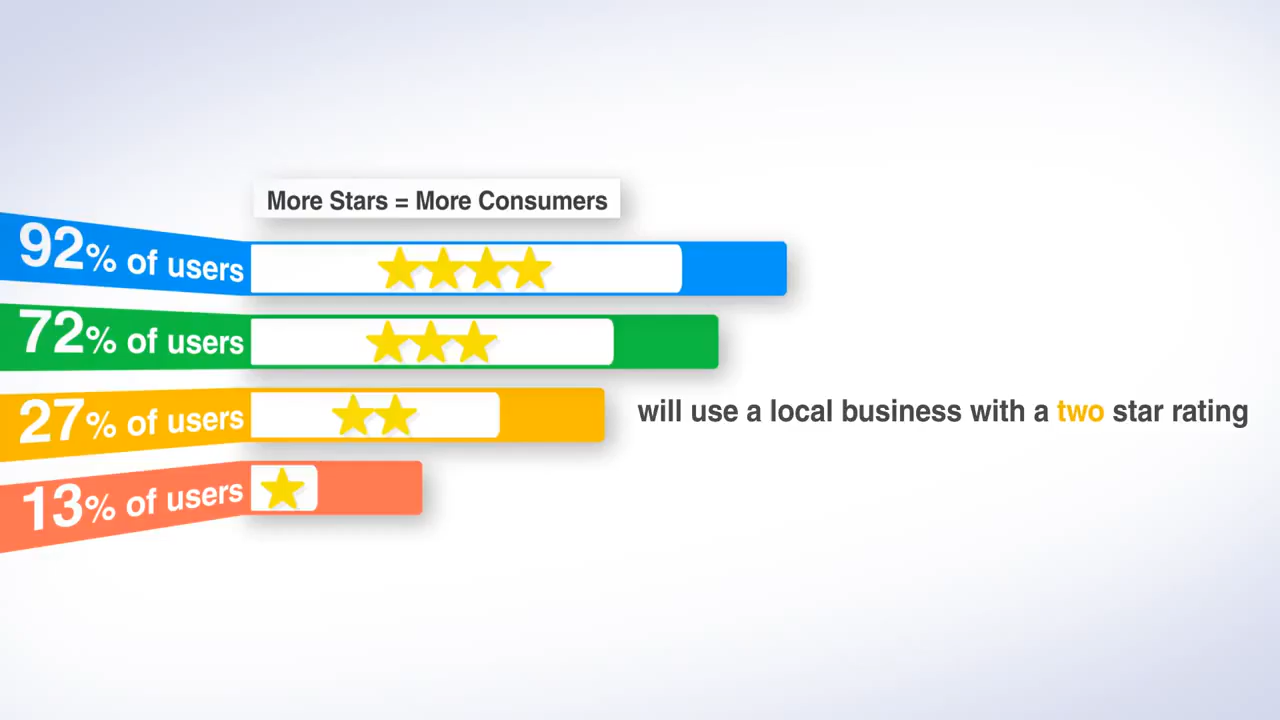 More Stars = More Consumers
92% of users
72% of users
27% of users will use a local business with a two star rating
13% of users